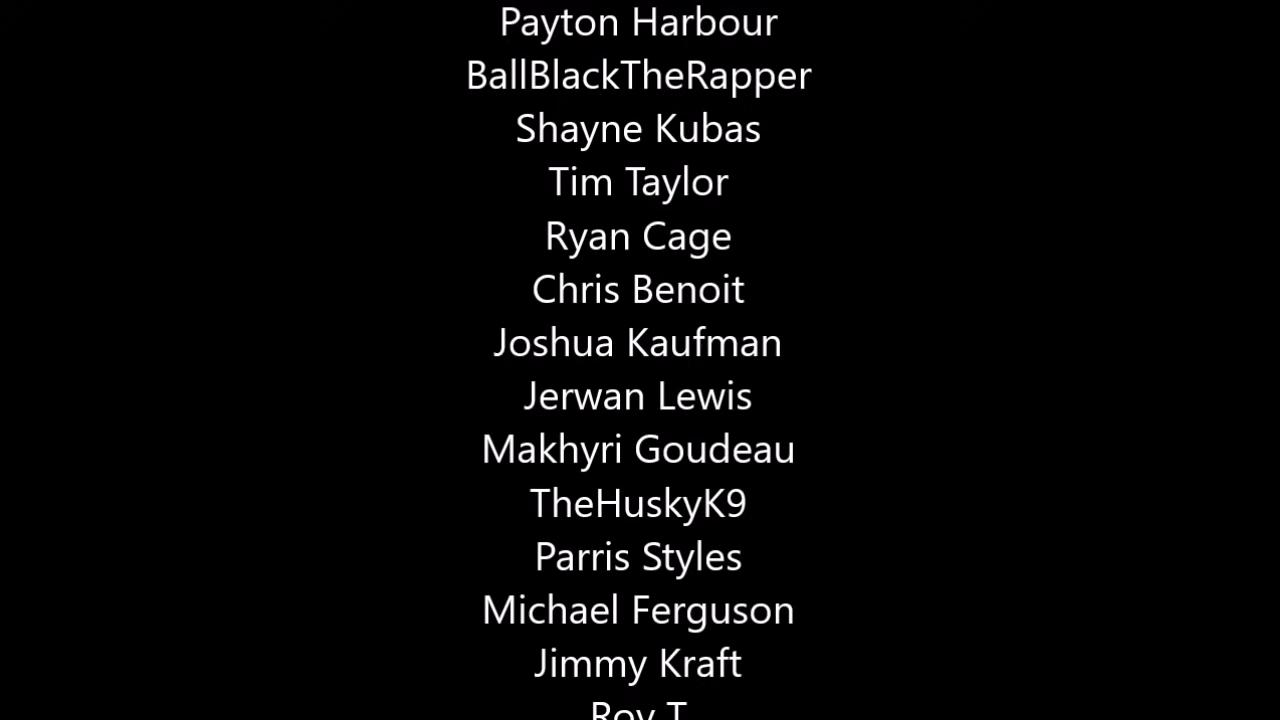 Payton Harbour
BallBlackTheRapper
Shayne Kubas
Tim Taylor
Ryan Cage
Chris Benoit
Joshua Kaufman
Jerwan Lewis
Makhyri Goudeau
TheHuskyK9
Parris Styles
Michael Ferguson
Jimmy Kraft
Roy T